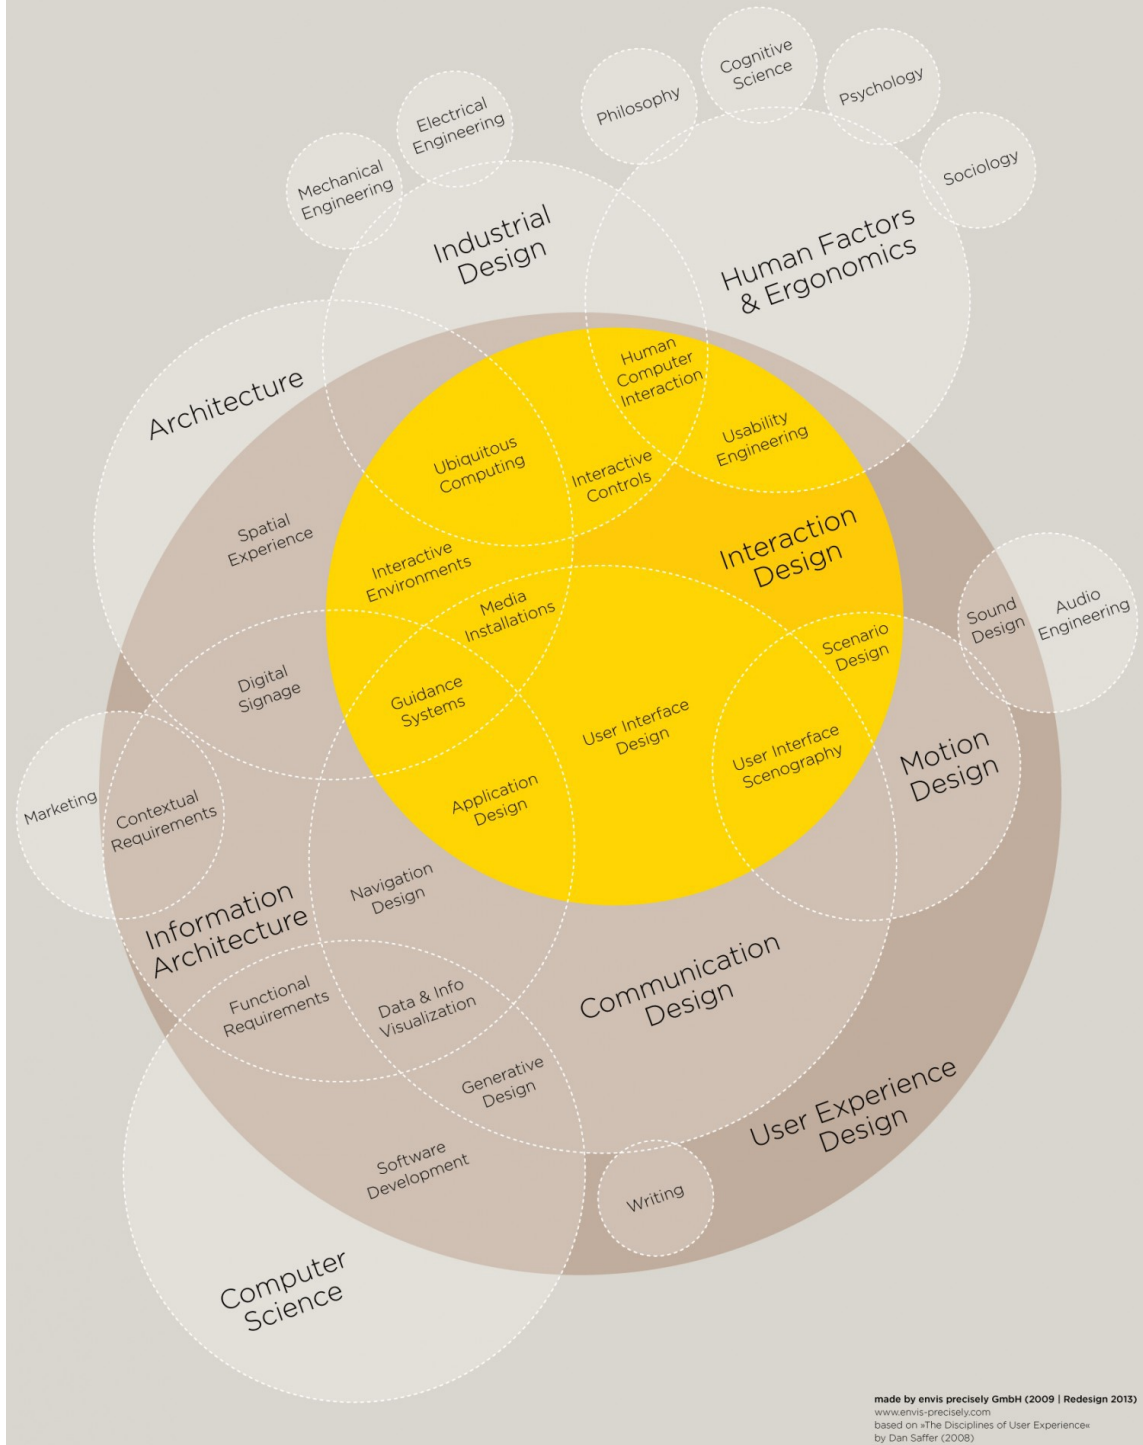 Cognitive
Science
Philosophy
Psychology
Sociology
Electrical
Engineering
Mechanical
Engineering
Industrial
Design
Human Factors
& Ergonomics
Architecture
Human
Computer
Interaction
Usability
Engineering
Ubiquitous
Computing
Interactive
Controls
Spatial
Experience
Interactive
Environments
Interaction
Design
Media
Installations
Sound
Design
Audio
Engineering
Scenario
Design
Digital
Signage
Guidance
Systems
User Interface
Design
User Interface
Scenography
Motion
Design
Marketing
Contextual
Requirements
Application
Design
Navigation
Design
Information
Architecture
Communication
Design
Functional
Requirements
Data & Info
Visualization
Generative
Design
User Experience
Design
Software
Development
Writing
Computer
Science
made by envis precisely GmbH (2009 | Redesign 2013)
www.envis-precisely.com
based on »The Disciplines of User Experience«
by Dan Saffer (2008)